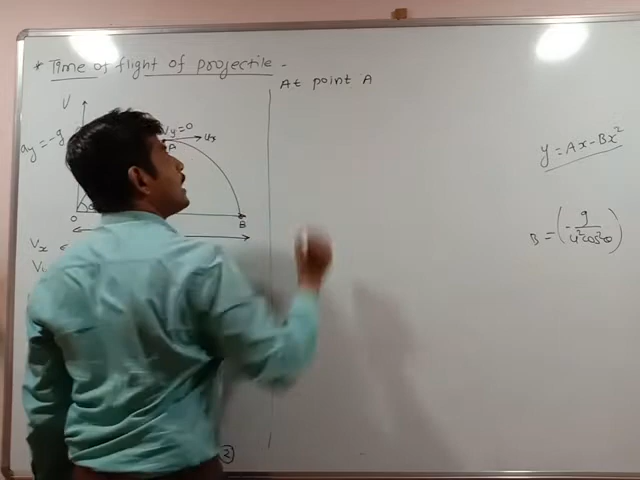 * Time of flight of projectile -
At point A
y
ay = -g
Vy=0
ux
A
O
B
Vx
y = Ax - Bx²
B = (- g / u²cos²θ)
2